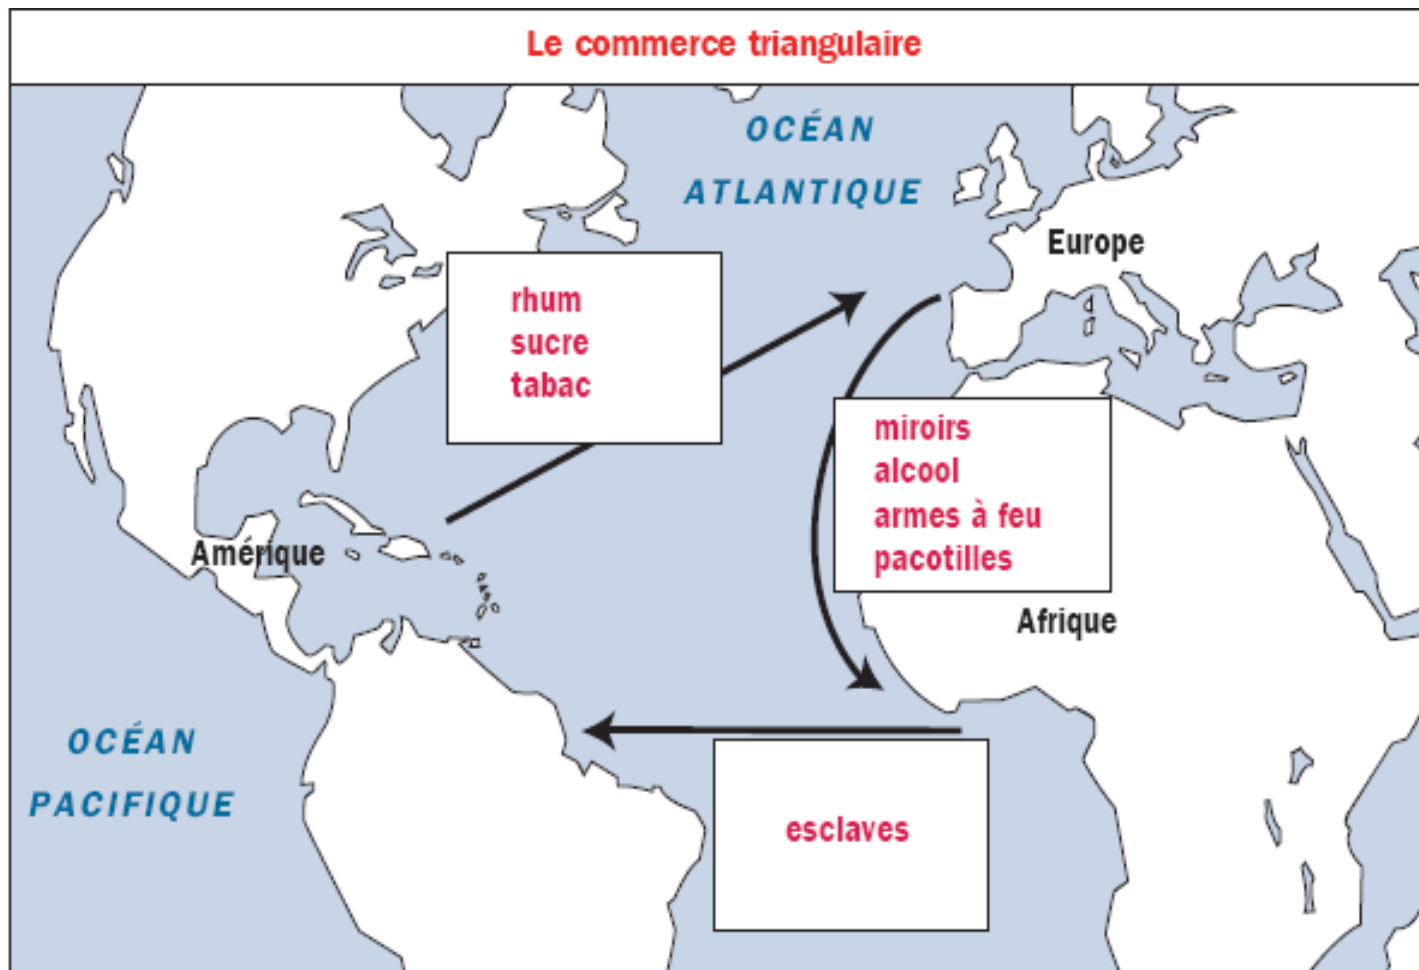 Le commerce triangulaire
OCÉAN
ATLANTIQUE
Europe
rhum
sucre
tabac
miroirs
alcool
armes à feu
pacotilles
Amérique
Afrique
OCÉAN
PACIFIQUE
esclaves